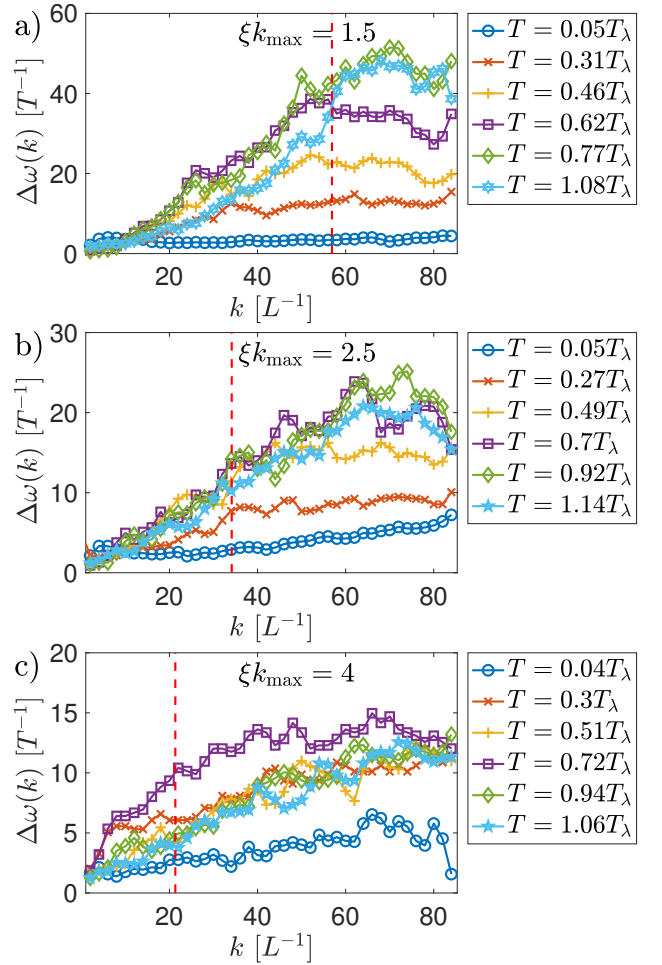 a)
ξk_max = 1.5
60
40
20
0
Δω(k) [T⁻¹]
20 40 60 80
k [L⁻¹]
T = 0.05T_λ
T = 0.31T_λ
T = 0.46T_λ
T = 0.62T_λ
T = 0.77T_λ
T = 1.08T_λ
b)
ξk_max = 2.5
30
20
10
0
Δω(k) [T⁻¹]
20 40 60 80
k [L⁻¹]
T = 0.05T_λ
T = 0.27T_λ
T = 0.49T_λ
T = 0.7T_λ
T = 0.92T_λ
T = 1.14T_λ
c)
ξk_max = 4
20
15
10
5
0
Δω(k) [T⁻¹]
20 40 60 80
k [L⁻¹]
T = 0.04T_λ
T = 0.3T_λ
T = 0.51T_λ
T = 0.72T_λ
T = 0.94T_λ
T = 1.06T_λ